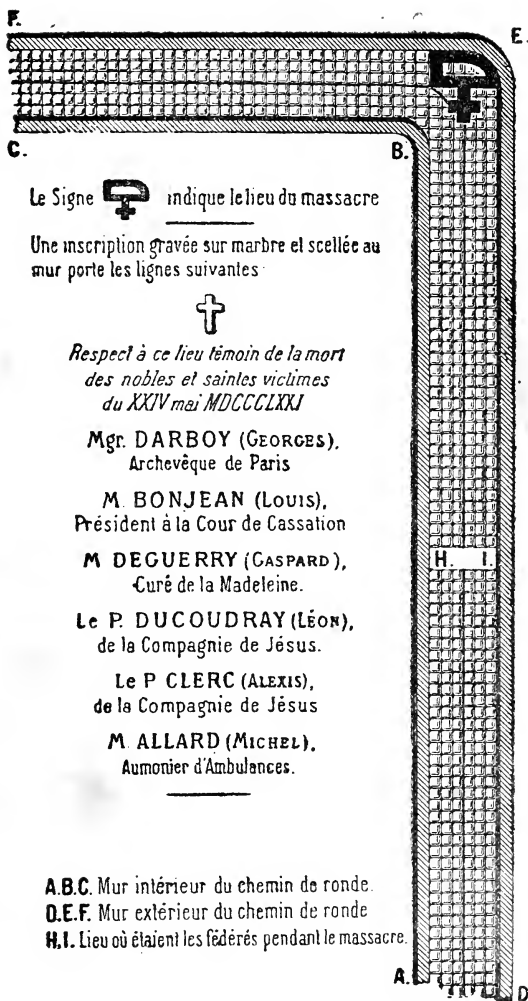 F.
E.
C.
B.
Le Signe indique le lieu du massacre
Une inscription gravée sur marbre et scellée au
mur porte les lignes suivantes
Respect à ce lieu témoin de la mort
des nobles et saintes victimes
du XXIV mai MDCCCLXXI
Mgr. DARBOY (GEORGES),
Archevêque de Paris
M. BONJEAN (LOUIS),
Président à la Cour de Cassation
M DEGUERRY (GASPARD),
Curé de la Madeleine.
H. I.
Le P. DUCOUDRAY (LÉON),
de la Compagnie de Jésus.
Le P CLERC (ALEXIS),
de la Compagnie de Jésus
M. ALLARD (MICHEL),
Aumonier d'Ambulances.
A.B.C. Mur intérieur du chemin de ronde.
D.E.F. Mur extérieur du chemin de ronde
H.I. Lieu où étaient les fédérés pendant le massacre.
A.
D